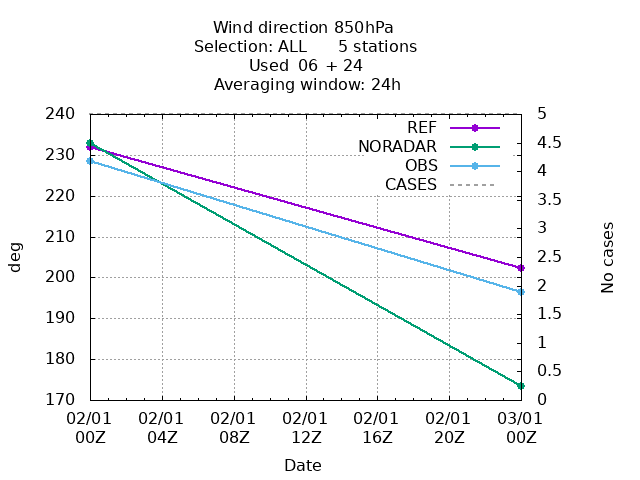 Wind direction 850hPa
Selection: ALL      5 stations
Used  06 + 24
Averaging window: 24h
240
230
220
210
200
190
180
170
deg
5
4.5
4
3.5
3
2.5
2
1.5
1
0.5
0
No cases
REF
NORADAR
OBS
CASES
02/01 02/01 02/01 02/01 02/01 02/01 03/01
00Z 04Z 08Z 12Z 16Z 20Z 00Z
Date